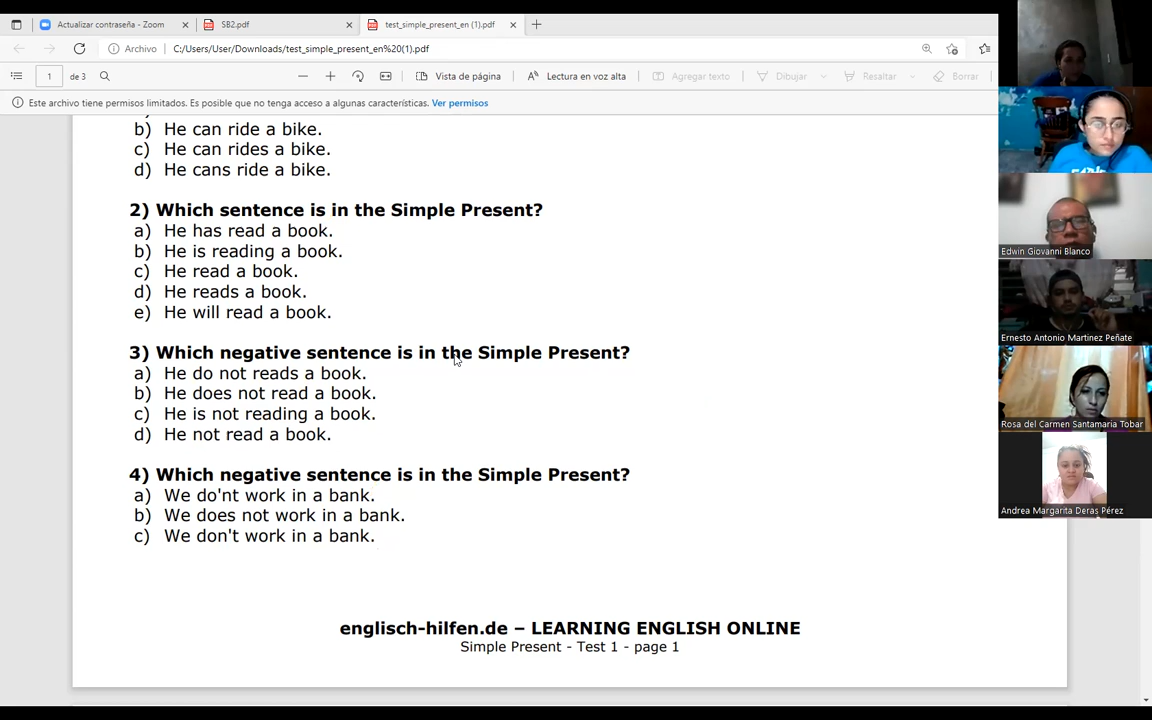 Actualizar contraseña - Zoom
SB2.pdf
test_simple_present_en (1).pdf
Archivo
C:/Users/User/Downloads/test_simple_present_en%20(1).pdf
1 de 3
Vista de página
Lectura en voz alta
Agregar texto
Dibujar
Resaltar
Borrar
Este archivo tiene permisos limitados. Es posible que no tenga acceso a algunas características. Ver permisos
b) He can ride a bike.
c) He can rides a bike.
d) He cans ride a bike.
2) Which sentence is in the Simple Present?
a) He has read a book.
b) He is reading a book.
c) He read a book.
d) He reads a book.
e) He will read a book.
3) Which negative sentence is in the Simple Present?
a) He do not reads a book.
b) He does not read a book.
c) He is not reading a book.
d) He not read a book.
4) Which negative sentence is in the Simple Present?
a) We do'nt work in a bank.
b) We does not work in a bank.
c) We don't work in a bank.
englisch-hilfen.de – LEARNING ENGLISH ONLINE
Simple Present - Test 1 - page 1
Edwin Giovanni Blanco
Ernesto Antonio Martinez Peñate
Rosa del Carmen Santamaria Tobar
Andrea Margarita Deras Pérez